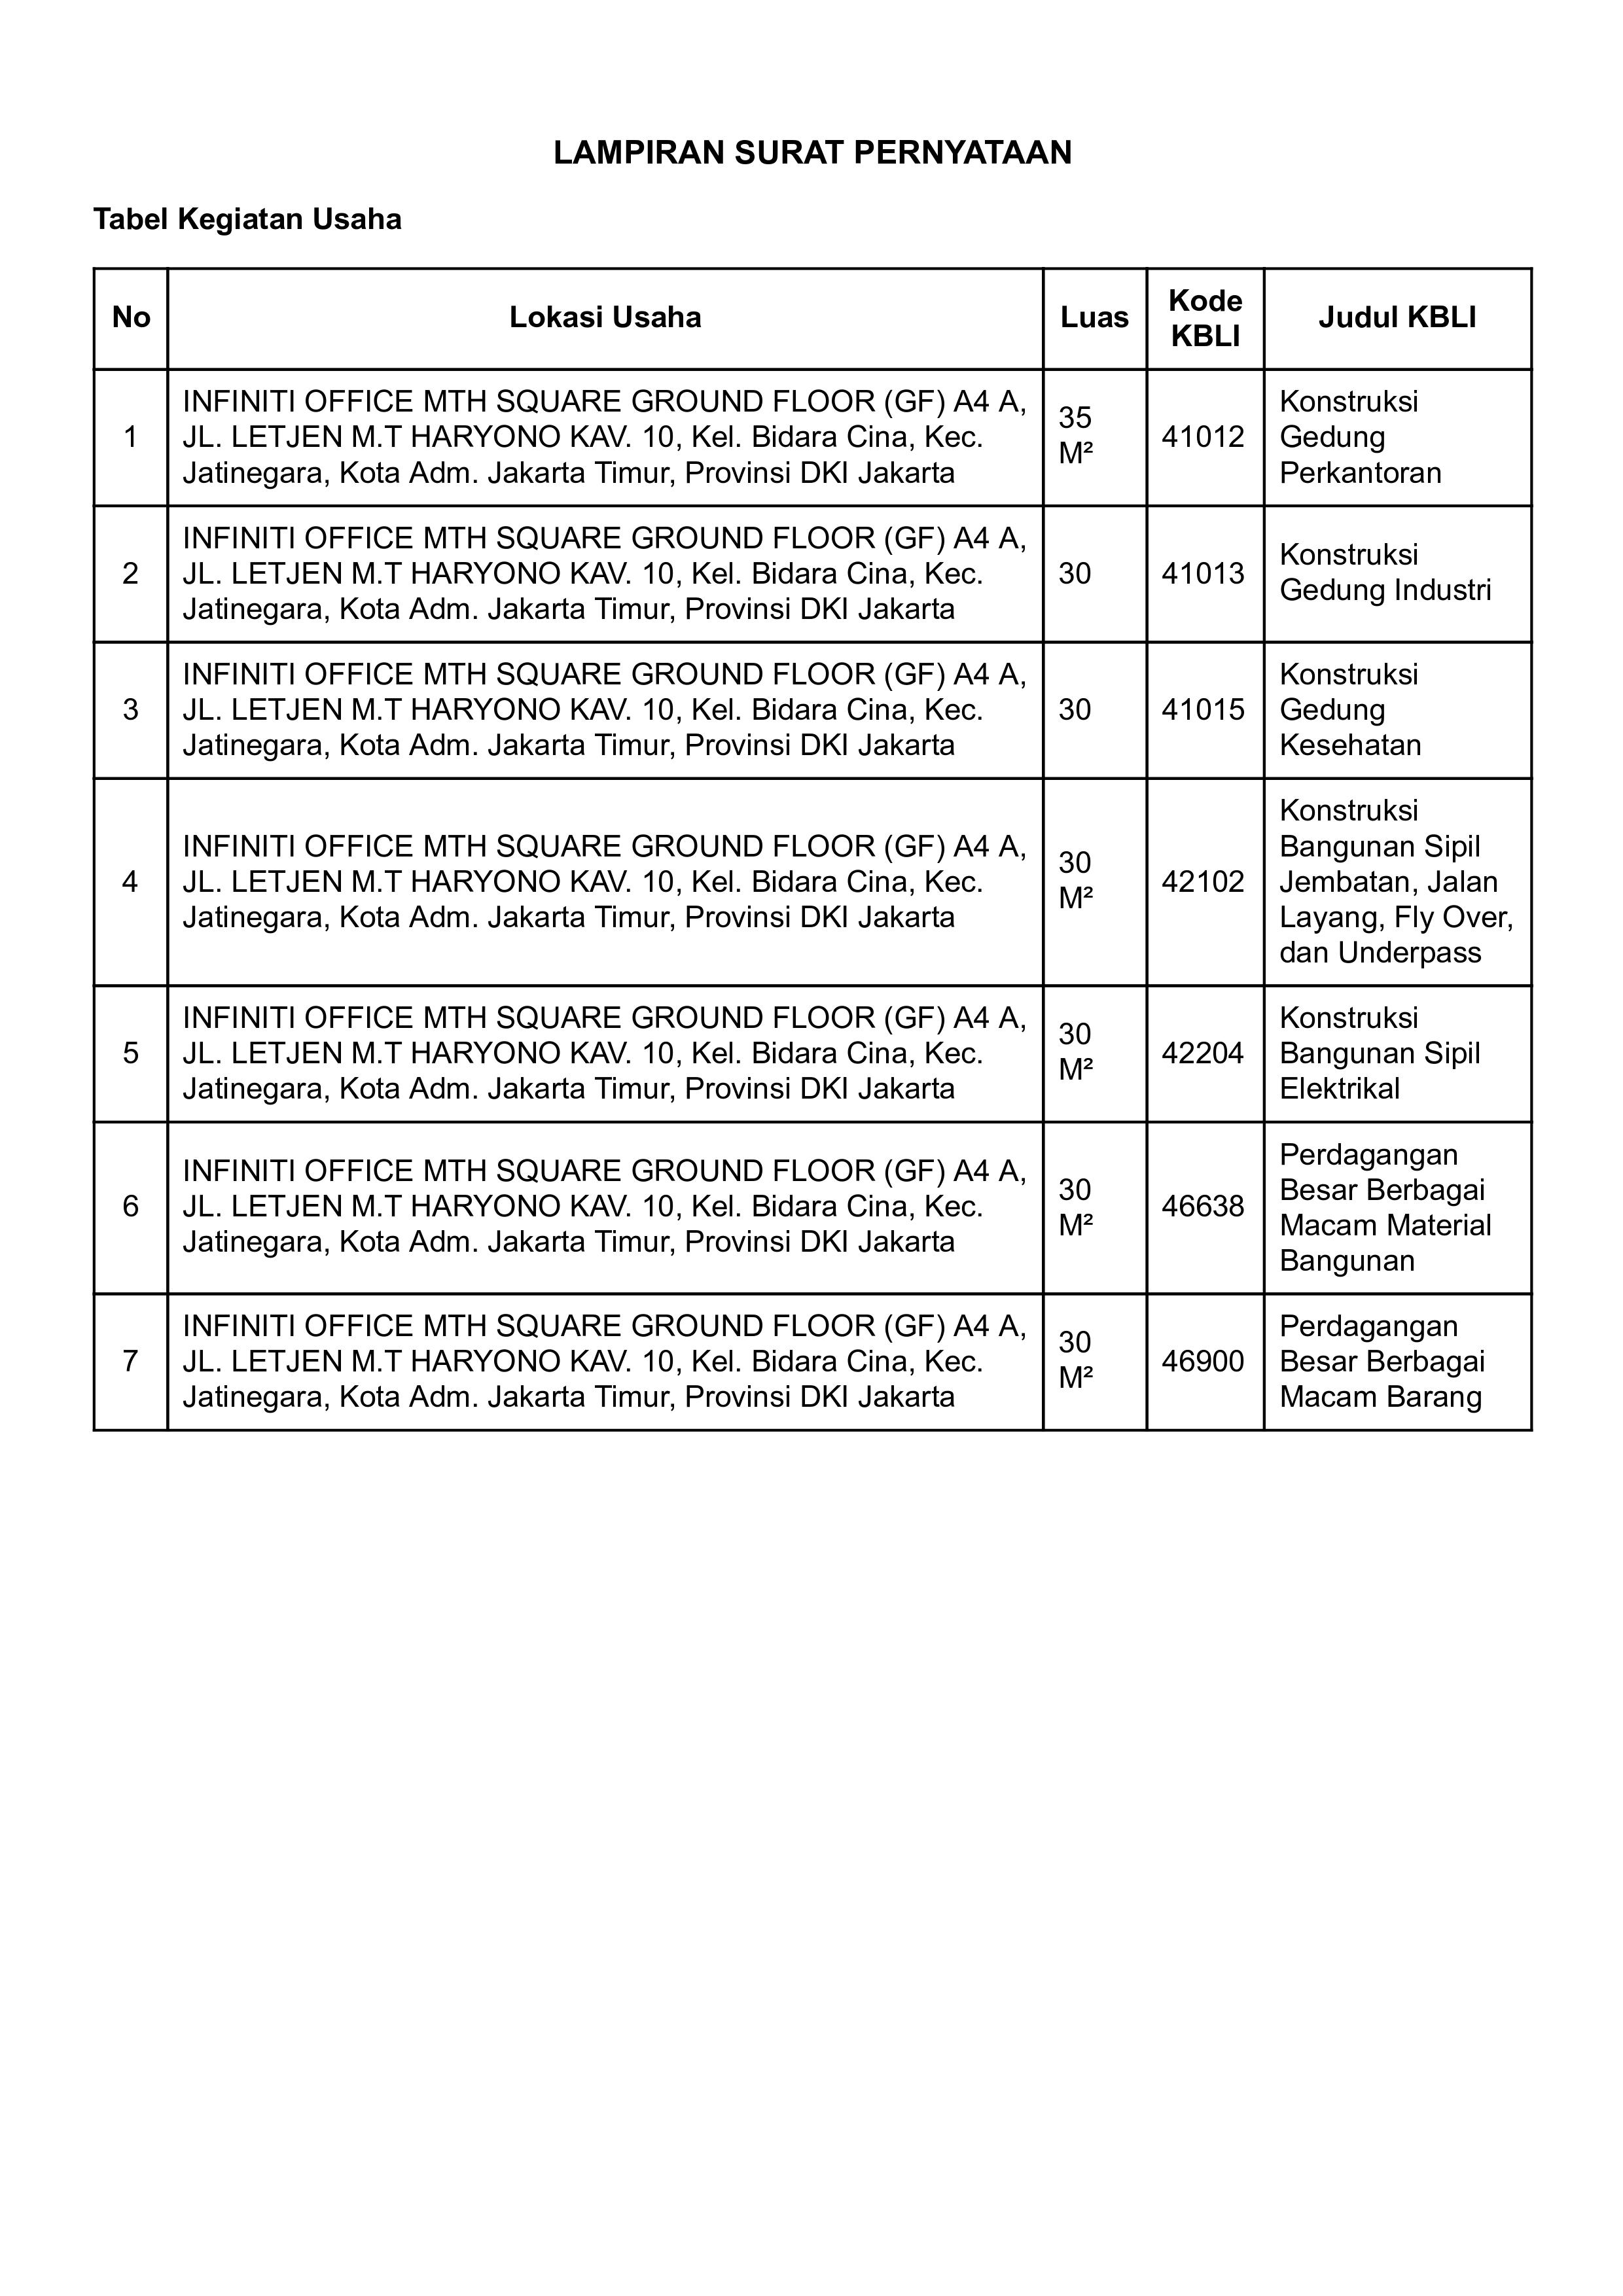 LAMPIRAN SURAT PERNYATAAN
Tabel Kegiatan Usaha
No
Lokasi Usaha
Luas
Kode
KBLI
Judul KBLI
1
INFINITI OFFICE MTH SQUARE GROUND FLOOR (GF) A4 A,
JL. LETJEN M.T HARYONO KAV. 10, Kel. Bidara Cina, Kec.
Jatinegara, Kota Adm. Jakarta Timur, Provinsi DKI Jakarta
35
M²
41012
Konstruksi
Gedung
Perkantoran
2
INFINITI OFFICE MTH SQUARE GROUND FLOOR (GF) A4 A,
JL. LETJEN M.T HARYONO KAV. 10, Kel. Bidara Cina, Kec.
Jatinegara, Kota Adm. Jakarta Timur, Provinsi DKI Jakarta
30
41013
Konstruksi
Gedung Industri
3
INFINITI OFFICE MTH SQUARE GROUND FLOOR (GF) A4 A,
JL. LETJEN M.T HARYONO KAV. 10, Kel. Bidara Cina, Kec.
Jatinegara, Kota Adm. Jakarta Timur, Provinsi DKI Jakarta
30
41015
Konstruksi
Gedung
Kesehatan
4
INFINITI OFFICE MTH SQUARE GROUND FLOOR (GF) A4 A,
JL. LETJEN M.T HARYONO KAV. 10, Kel. Bidara Cina, Kec.
Jatinegara, Kota Adm. Jakarta Timur, Provinsi DKI Jakarta
30
M²
42102
Konstruksi
Bangunan Sipil
Jembatan, Jalan
Layang, Fly Over,
dan Underpass
5
INFINITI OFFICE MTH SQUARE GROUND FLOOR (GF) A4 A,
JL. LETJEN M.T HARYONO KAV. 10, Kel. Bidara Cina, Kec.
Jatinegara, Kota Adm. Jakarta Timur, Provinsi DKI Jakarta
30
M²
42204
Konstruksi
Bangunan Sipil
Elektrikal
6
INFINITI OFFICE MTH SQUARE GROUND FLOOR (GF) A4 A,
JL. LETJEN M.T HARYONO KAV. 10, Kel. Bidara Cina, Kec.
Jatinegara, Kota Adm. Jakarta Timur, Provinsi DKI Jakarta
30
M²
46638
Perdagangan
Besar Berbagai
Macam Material
Bangunan
7
INFINITI OFFICE MTH SQUARE GROUND FLOOR (GF) A4 A,
JL. LETJEN M.T HARYONO KAV. 10, Kel. Bidara Cina, Kec.
Jatinegara, Kota Adm. Jakarta Timur, Provinsi DKI Jakarta
30
M²
46900
Perdagangan
Besar Berbagai
Macam Barang